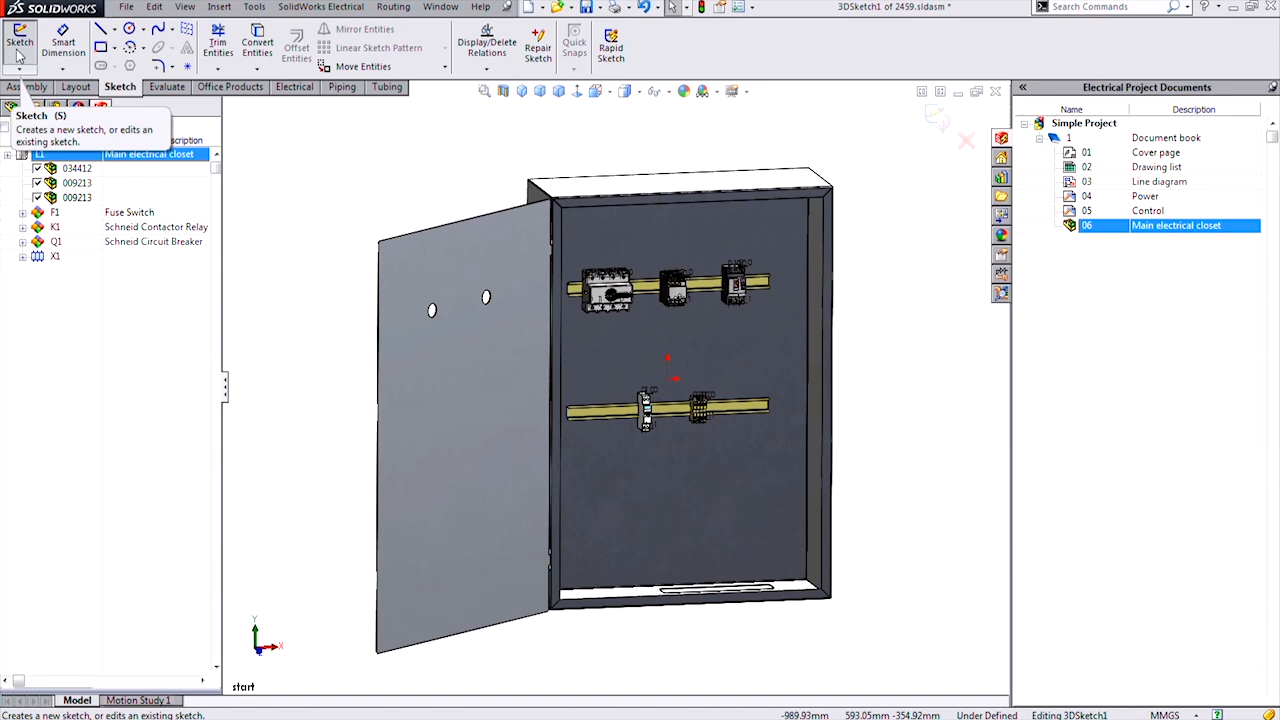 SOLIDWORKS File Edit View Insert Tools SolidWorks Electrical Routing Window Help 3DSketch1 of 2459.sldasm * Search Commands
Sketch Smart Dimension Trim Entities Convert Entities Offset Entities Mirror Entities Linear Sketch Pattern Move Entities Display/Delete Relations Repair Sketch Quick Snaps Rapid Sketch
Assembly Layout Sketch Evaluate Office Products Electrical Piping Tubing
Sketch (S)
Creates a new sketch, or edits an existing sketch.
L1 Main electrical closet
034412
009213
009213
F1 Fuse Switch
K1 Schneid Contactor Relay
Q1 Schneid Circuit Breaker
X1
Y
X
start
Electrical Project Documents
Name Description
Simple Project
1 Document book
01 Cover page
02 Drawing list
03 Line diagram
04 Power
05 Control
06 Main electrical closet
Model Motion Study 1
Creates a new sketch, or edits an existing sketch. -989.93mm 593.05mm -354.92mm Under Defined Editing 3DSketch1 MMGS